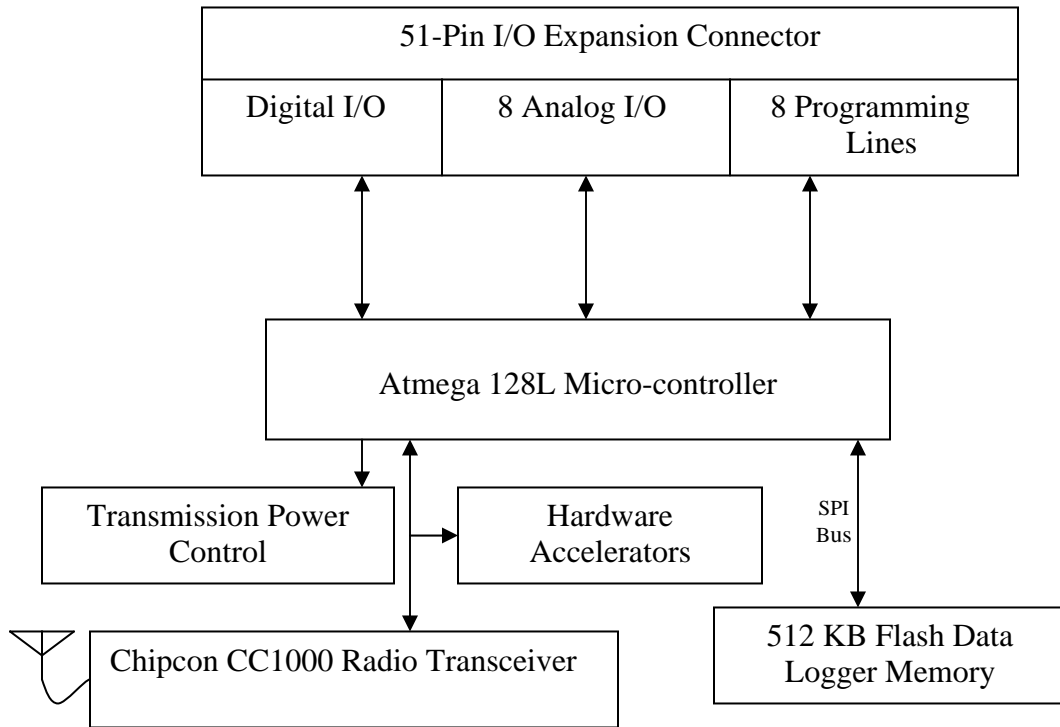 51-Pin I/O Expansion Connector
Digital I/O
8 Analog I/O
8 Programming
Lines
Atmega 128L Micro-controller
Transmission Power
Control
Hardware
Accelerators
SPI
Bus
Chipcon CC1000 Radio Transceiver
512 KB Flash Data
Logger Memory